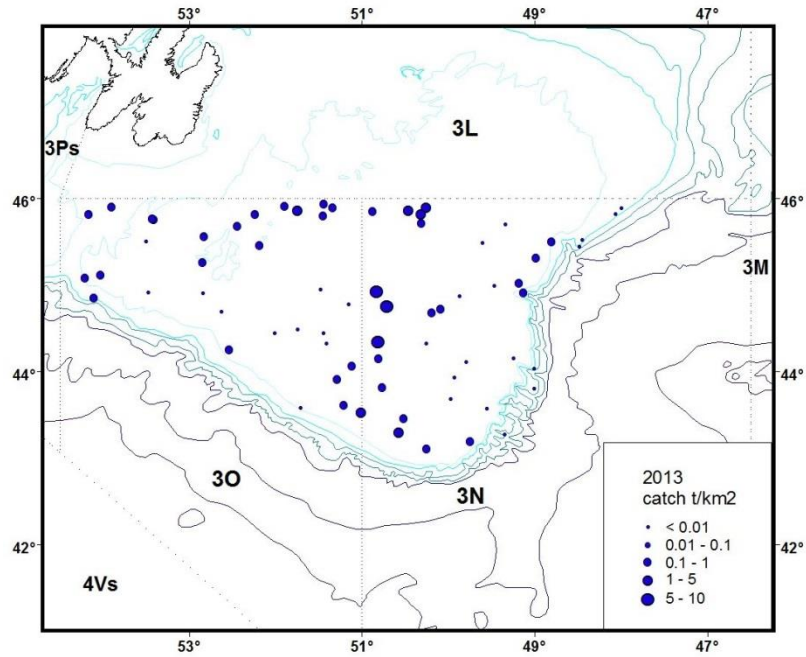 53° 51° 49° 47°
3L
3Ps
46° 46°
3M
44° 44°
2013
3O 3N
catch t/km2
< 0.01
42° 0.01 - 0.1 42°
0.1 - 1
4Vs 1 - 5
5 - 10
53° 51° 49° 47°